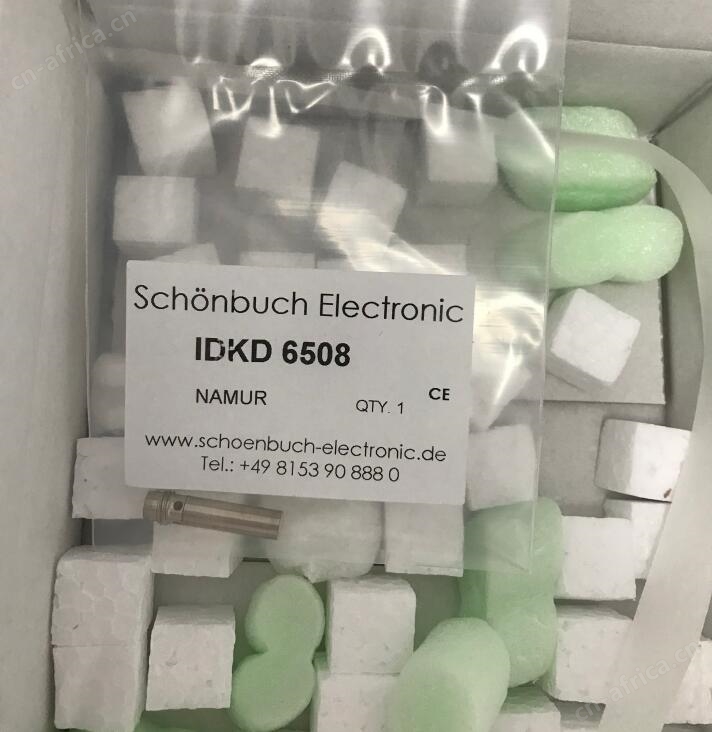 cn-africa.cn
Schönbuch Electronic
IDKD 6508
NAMUR
QTY. 1
CE
www.schoenbuch-electronic.de
Tel.: +49 8153 90 888 0
cn-africa.cn